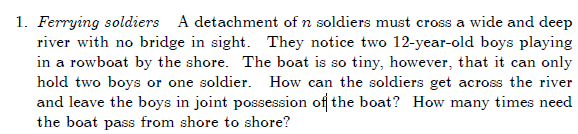 1. Ferrying soldiers A detachment of n soldiers must cross a wide and deep
river with no bridge in sight. They notice two 12-year-old boys playing
in a rowboat by the shore. The boat is so tiny, however, that it can only
hold two boys or one soldier. How can the soldiers get across the river
and leave the boys in joint possession of the boat? How many times need
the boat pass from shore to shore?